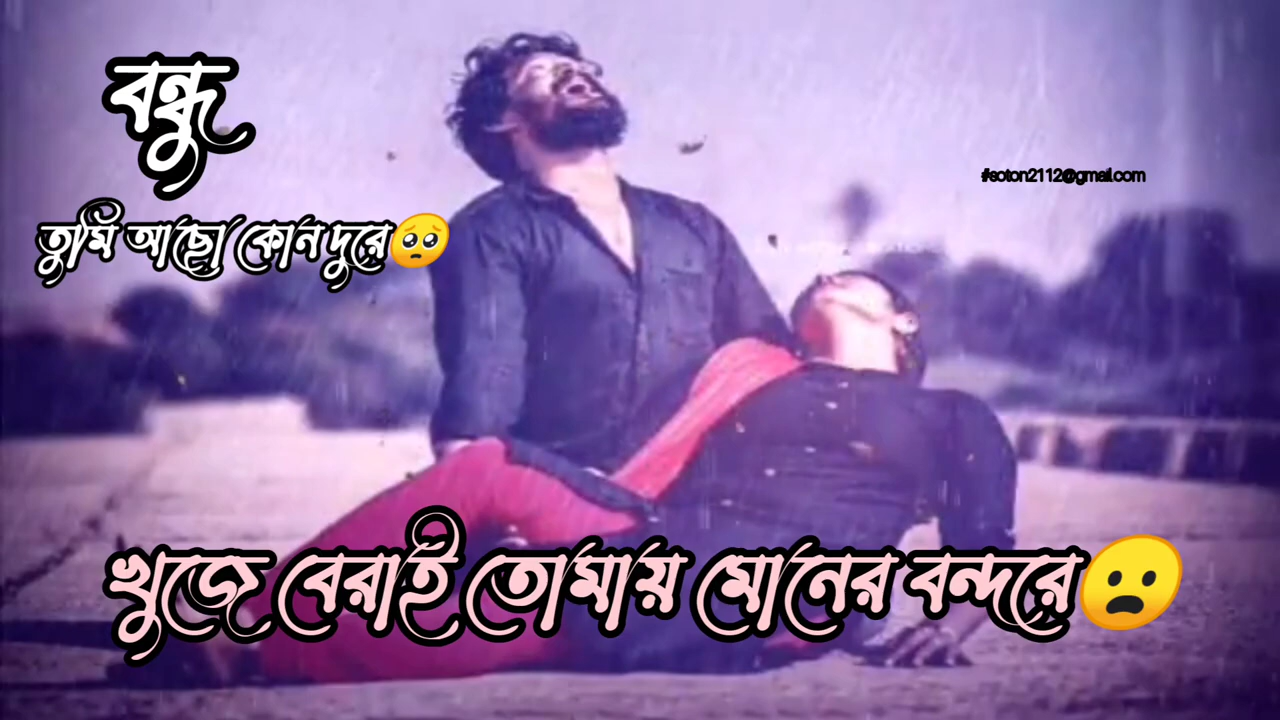 বন্ধু
তুমি আছো কোন দুরে🥺
#soton2112@gmail.com
খুজে বেরাই তোমায় মোনের বন্দরে😦